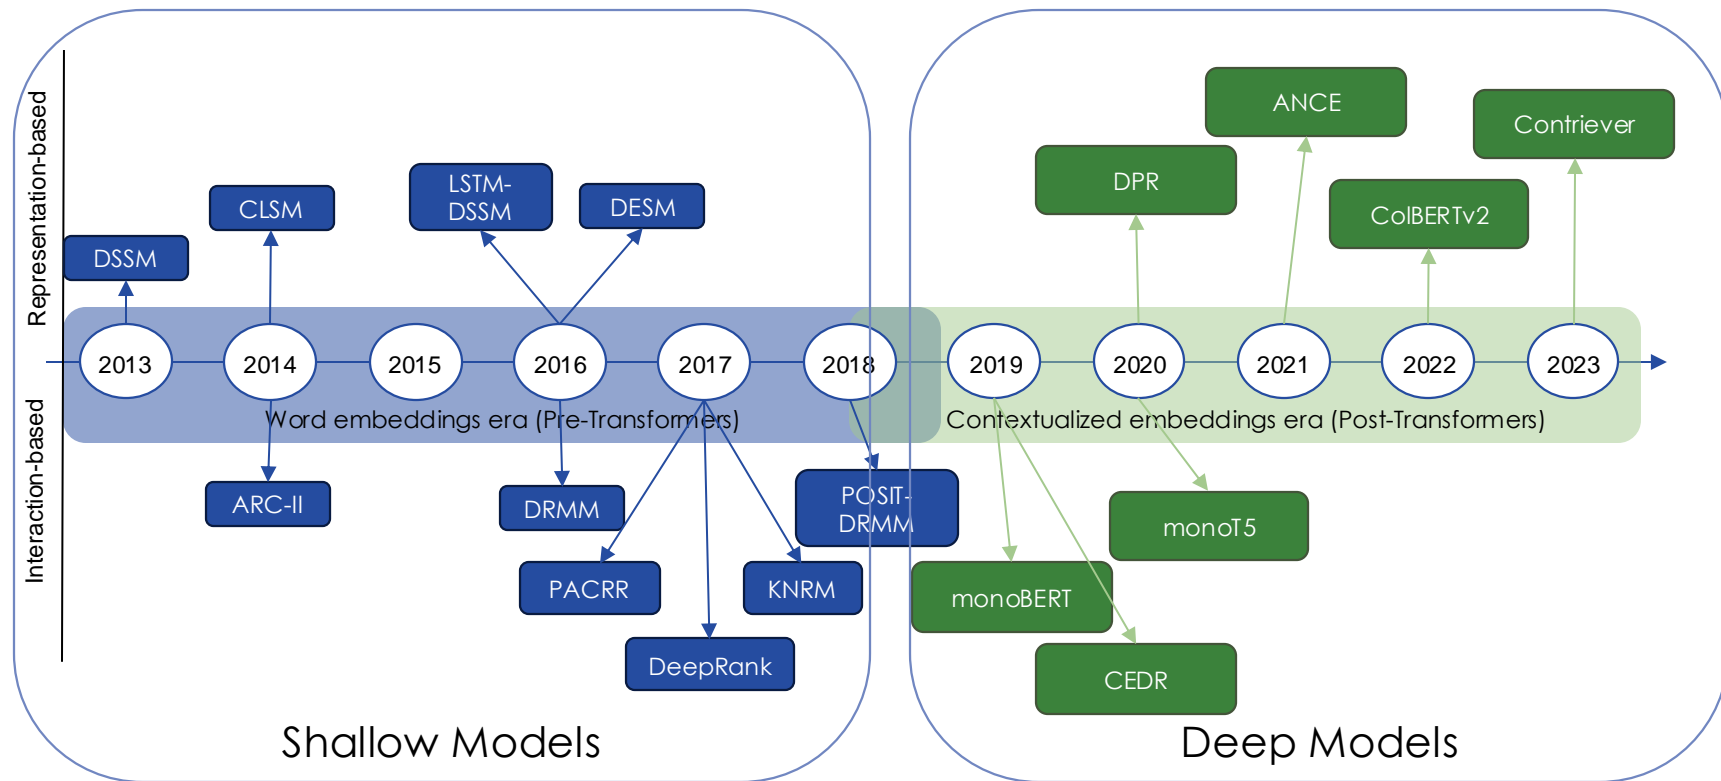 Representation-based
Interaction-based
ANCE
Contriever
DPR
LSTM-
DSSM
DESM
CLSM
ColBERTv2
DSSM
2013
2014
2015
2016
2017
2018
2019
2020
2021
2022
2023
Word embeddings era (Pre-Transformers)
Contextualized embeddings era (Post-Transformers)
ARC-II
DRMM
POSIT-
DRMM
monoT5
PACRR
KNRM
monoBERT
DeepRank
CEDR
Shallow Models
Deep Models